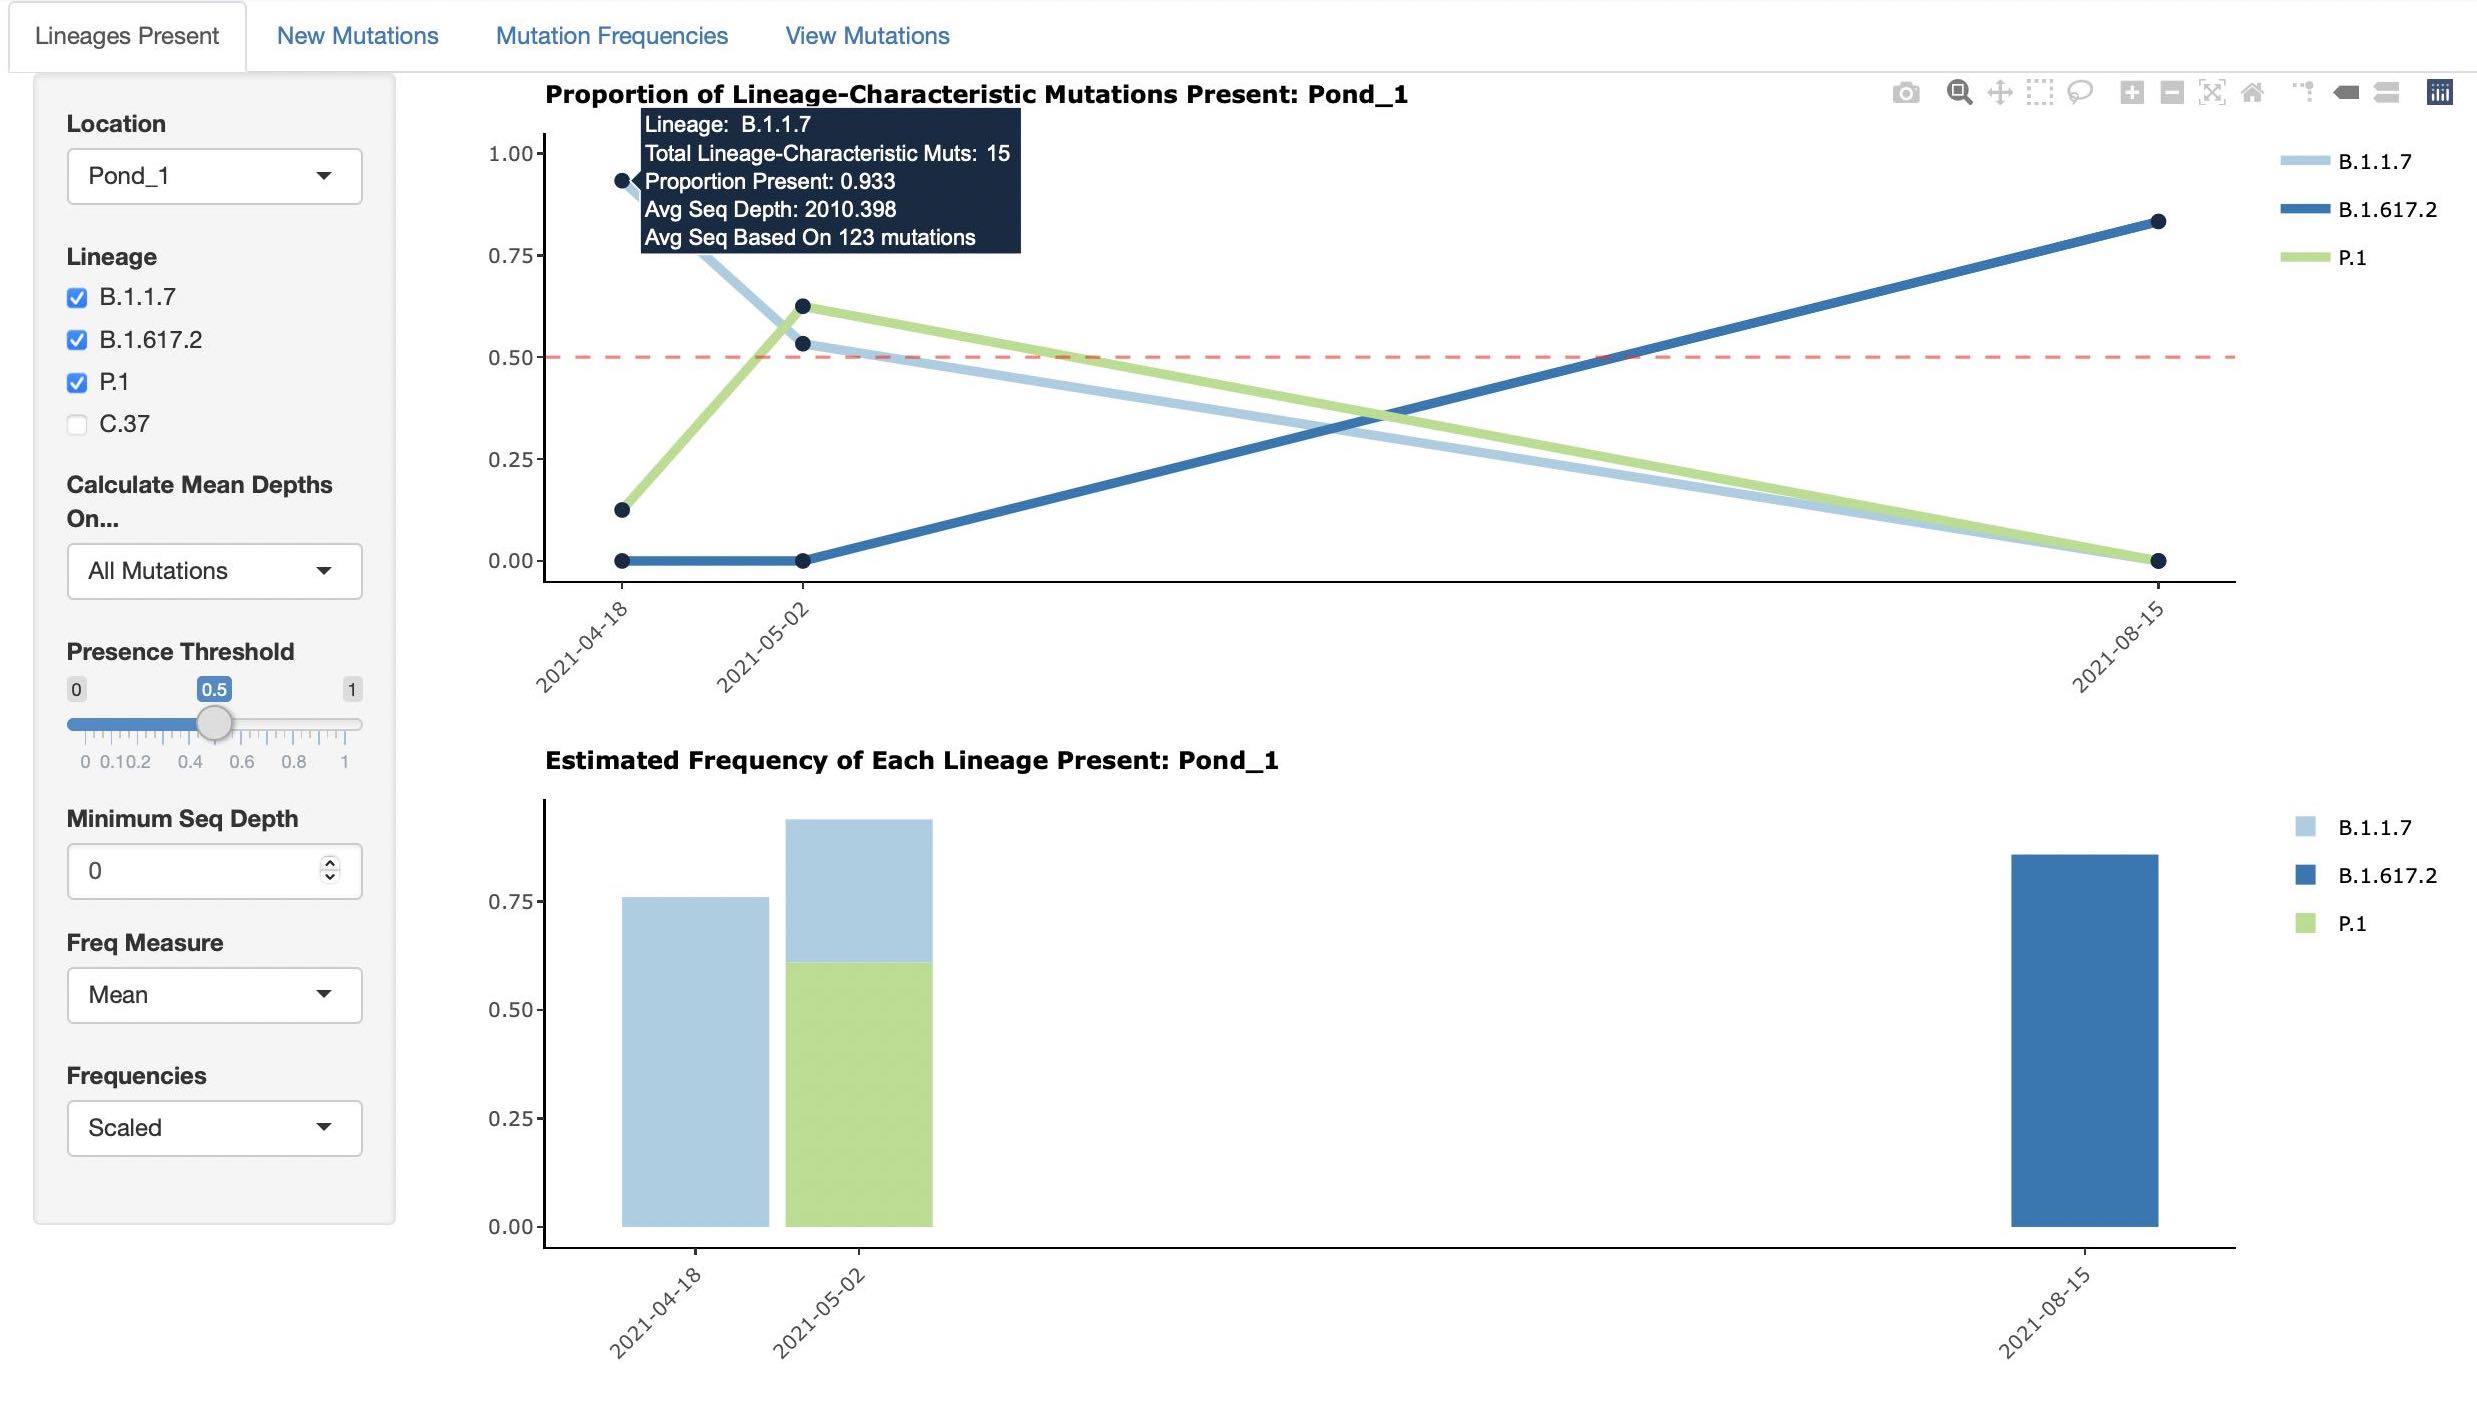 Lineages Present
New Mutations
Mutation Frequencies
View Mutations
Location
Pond_1
Lineage
B.1.1.7
B.1.617.2
P.1
C.37
Calculate Mean Depths
On...
All Mutations
Presence Threshold
0
0.5
1
0 0.1 0.2 0.4 0.6 0.8 1
Minimum Seq Depth
0
Freq Measure
Mean
Frequencies
Scaled
Proportion of Lineage-Characteristic Mutations Present: Pond_1
Lineage: B.1.1.7
Total Lineage-Characteristic Muts: 15
Proportion Present: 0.933
Avg Seq Depth: 2010.398
Avg Seq Based On 123 mutations
1.00
0.75
0.50
0.25
0.00
2021-04-18
2021-05-02
2021-08-15
B.1.1.7
B.1.617.2
P.1
Estimated Frequency of Each Lineage Present: Pond_1
0.75
0.50
0.25
0.00
2021-04-18
2021-05-02
2021-08-15
B.1.1.7
B.1.617.2
P.1